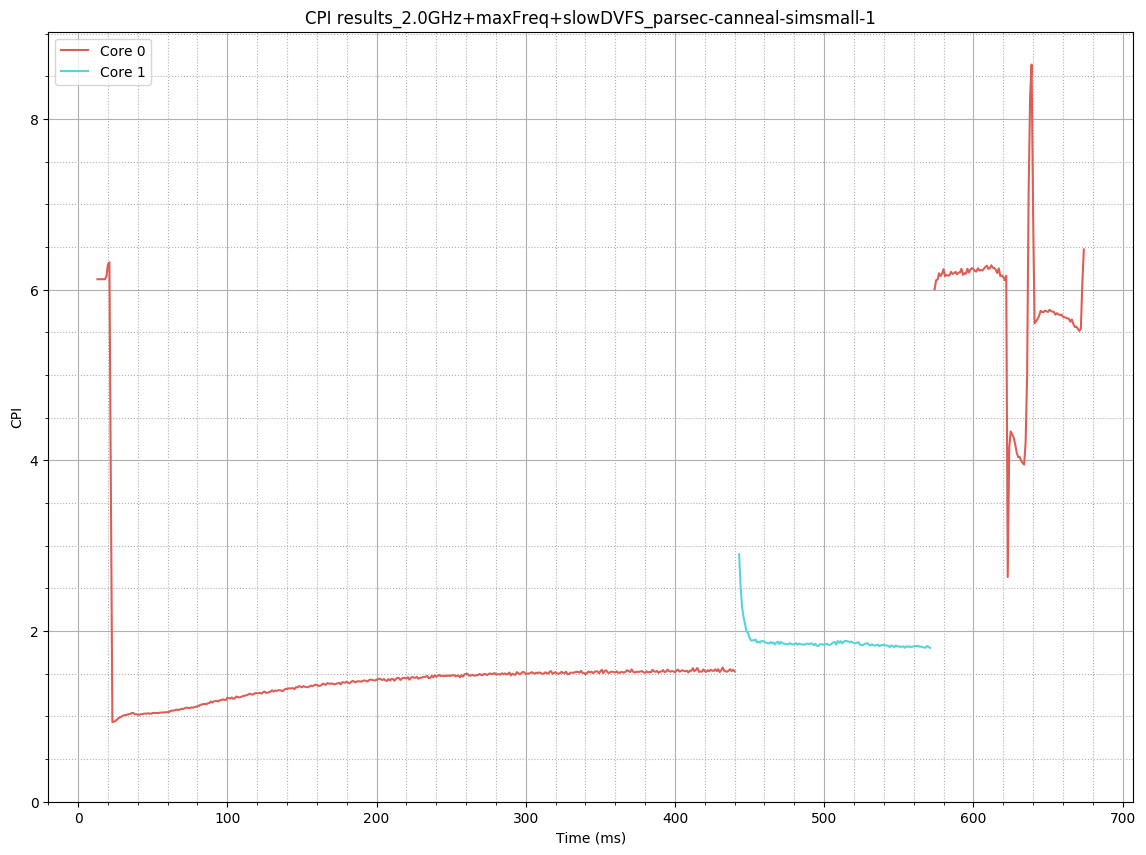 CPI results_2.0GHz+maxFreq+slowDVFS_parsec-canneal-simsmall-1
Core 0
Core 1
CPI
8
6
4
2
0
0 100 200 300 400 500 600 700
Time (ms)